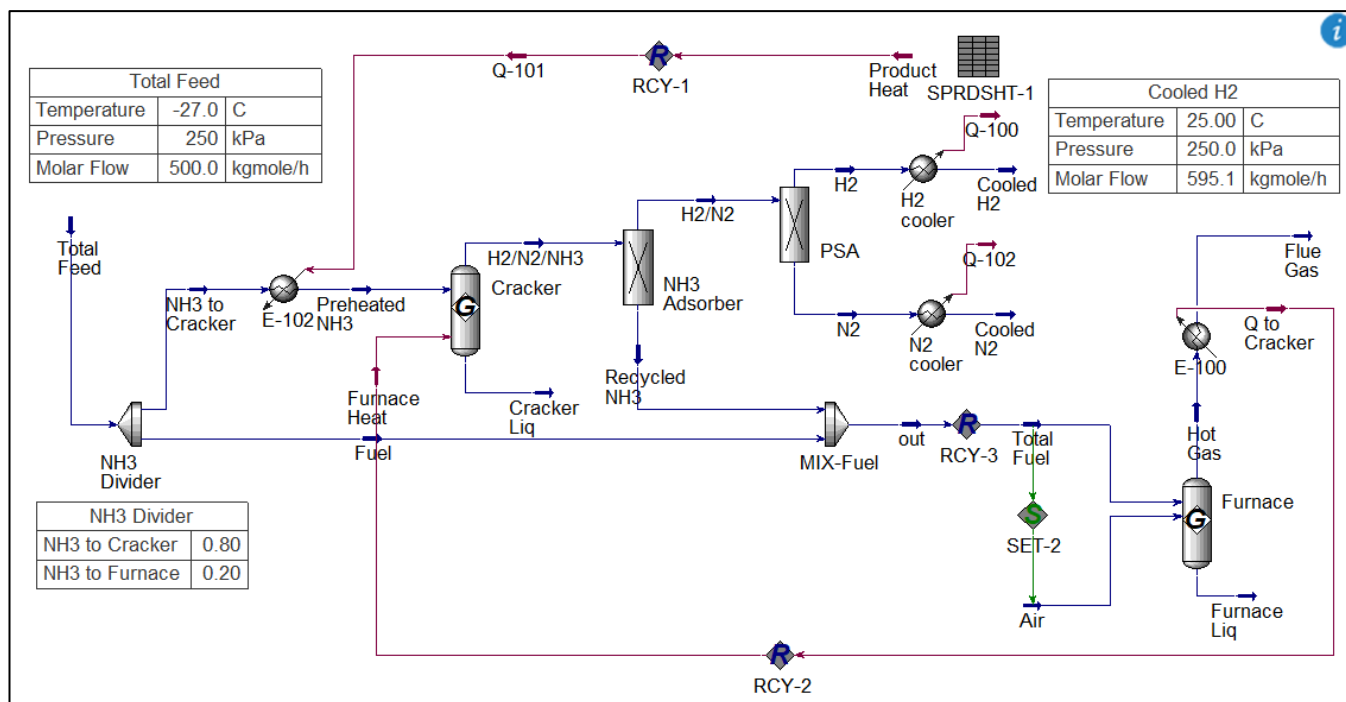 i
Total Feed
Temperature -27.0 C
Pressure 250 kPa
Molar Flow 500.0 kgmole/h
Q-101
R
RCY-1
Product
Heat
SPRDSHT-1
Cooled H2
Temperature 25.00 C
Pressure 250.0 kPa
Molar Flow 595.1 kgmole/h
Q-100
H2
H2
cooler
Cooled
H2
H2/N2
PSA
Total
Feed
NH3 to
Cracker
E-102
Preheated
NH3
H2/N2/NH3
Cracker
G
NH3
Adsorber
Q-102
N2
N2
cooler
Cooled
N2
Flue
Gas
Q to
Cracker
E-100
Furnace
Heat
Cracker
Liq
Recycled
NH3
NH3
Divider
Fuel
MIX-Fuel
out
R
RCY-3
Total
Fuel
Hot
Gas
S
SET-2
Furnace
G
Air
Furnace
Liq
NH3 Divider
NH3 to Cracker 0.80
NH3 to Furnace 0.20
R
RCY-2